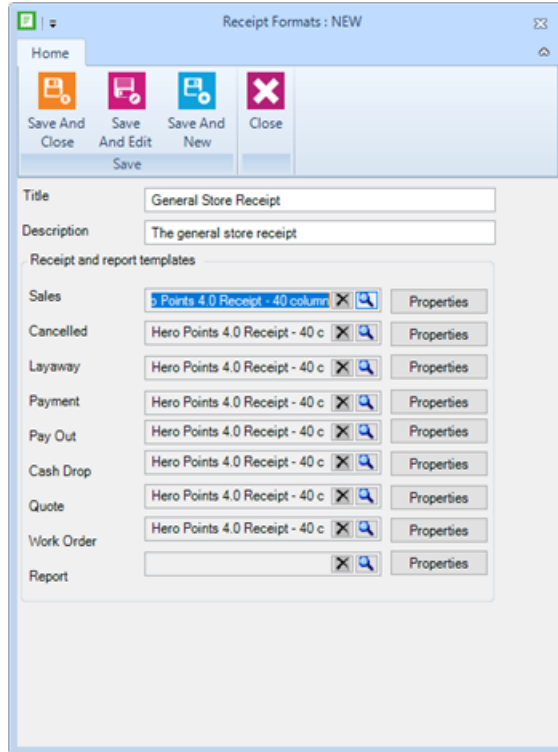 Receipt Formats : NEW
Home
Save And Close
Save And Edit
Save And New
Close
Save
Title General Store Receipt
Description The general store receipt
Receipt and report templates
Sales o Points 4.0 Receipt - 40 column Properties
Cancelled Hero Points 4.0 Receipt - 40 c Properties
Layaway Hero Points 4.0 Receipt - 40 c Properties
Payment Hero Points 4.0 Receipt - 40 c Properties
Pay Out Hero Points 4.0 Receipt - 40 c Properties
Cash Drop Hero Points 4.0 Receipt - 40 c Properties
Quote Hero Points 4.0 Receipt - 40 c Properties
Work Order Hero Points 4.0 Receipt - 40 c Properties
Report Properties